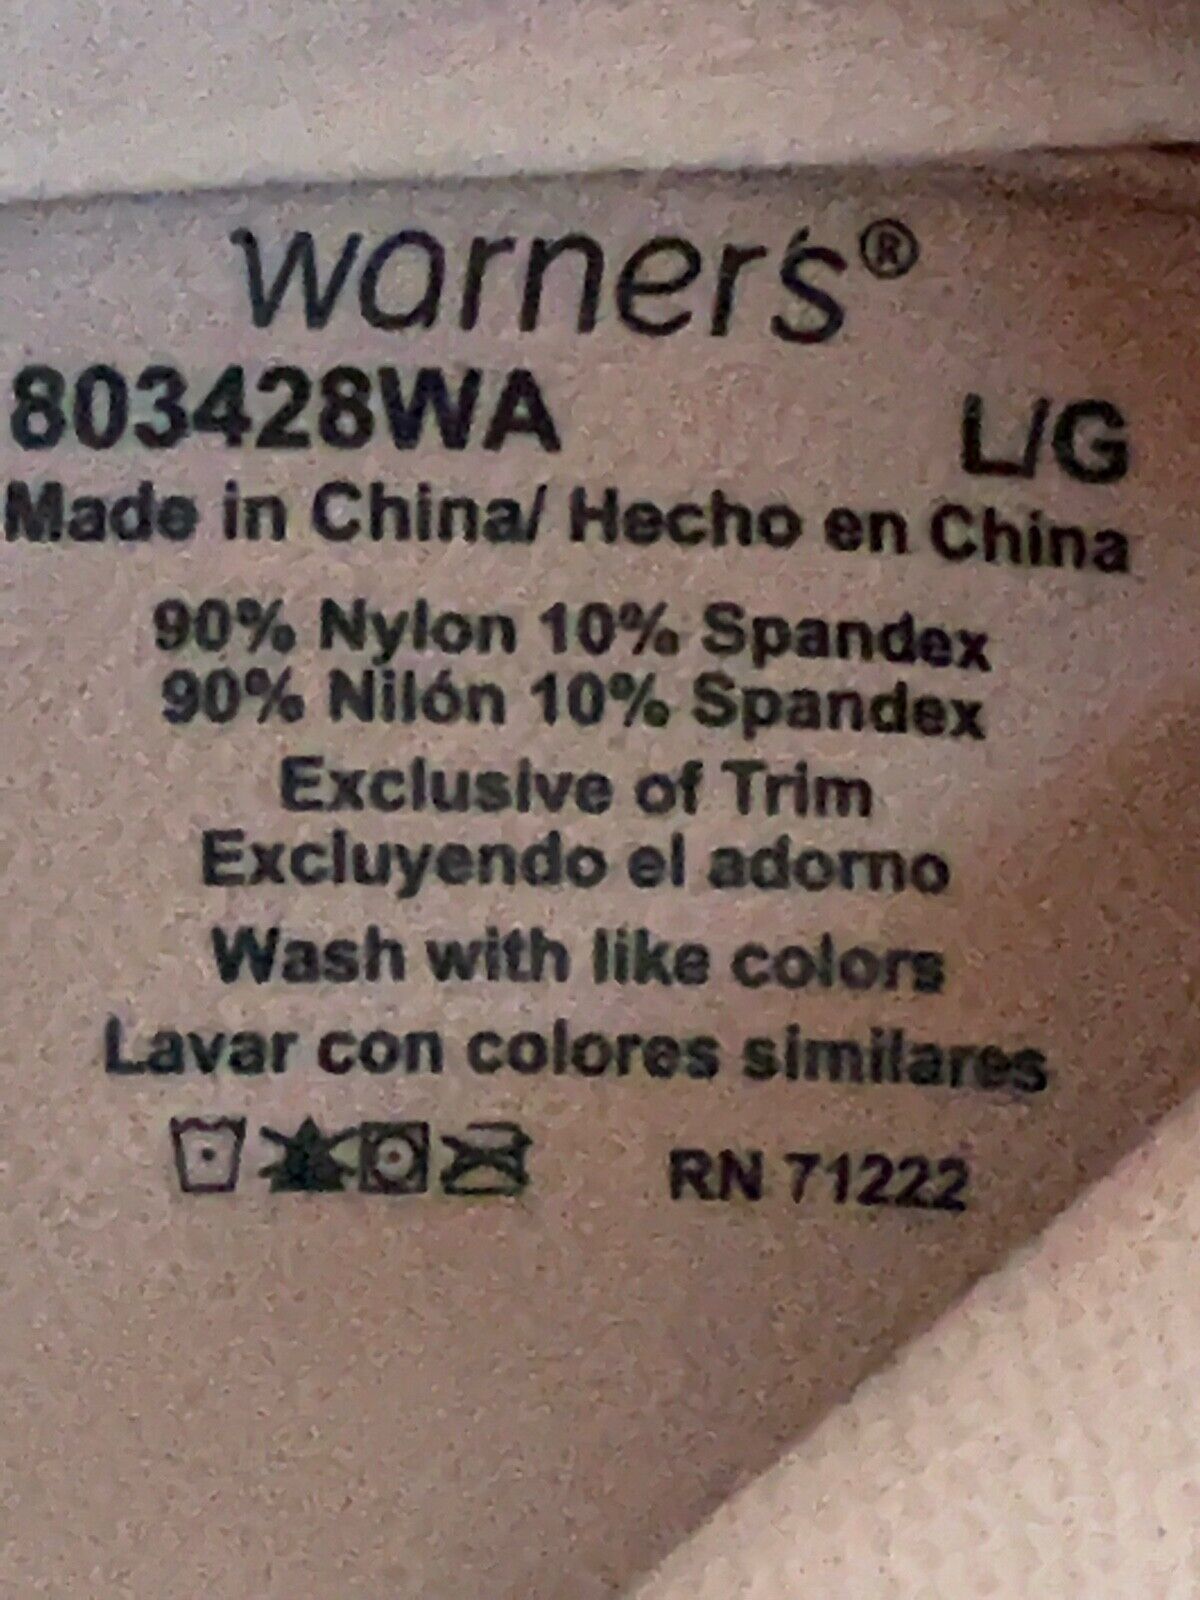 warner's®
803428WA L/G
Made in China/ Hecho en China
90% Nylon 10% Spandex
90% Nilón 10% Spandex
Exclusive of Trim
Excluyendo el adorno
Wash with like colors
Lavar con colores similares
RN 71222